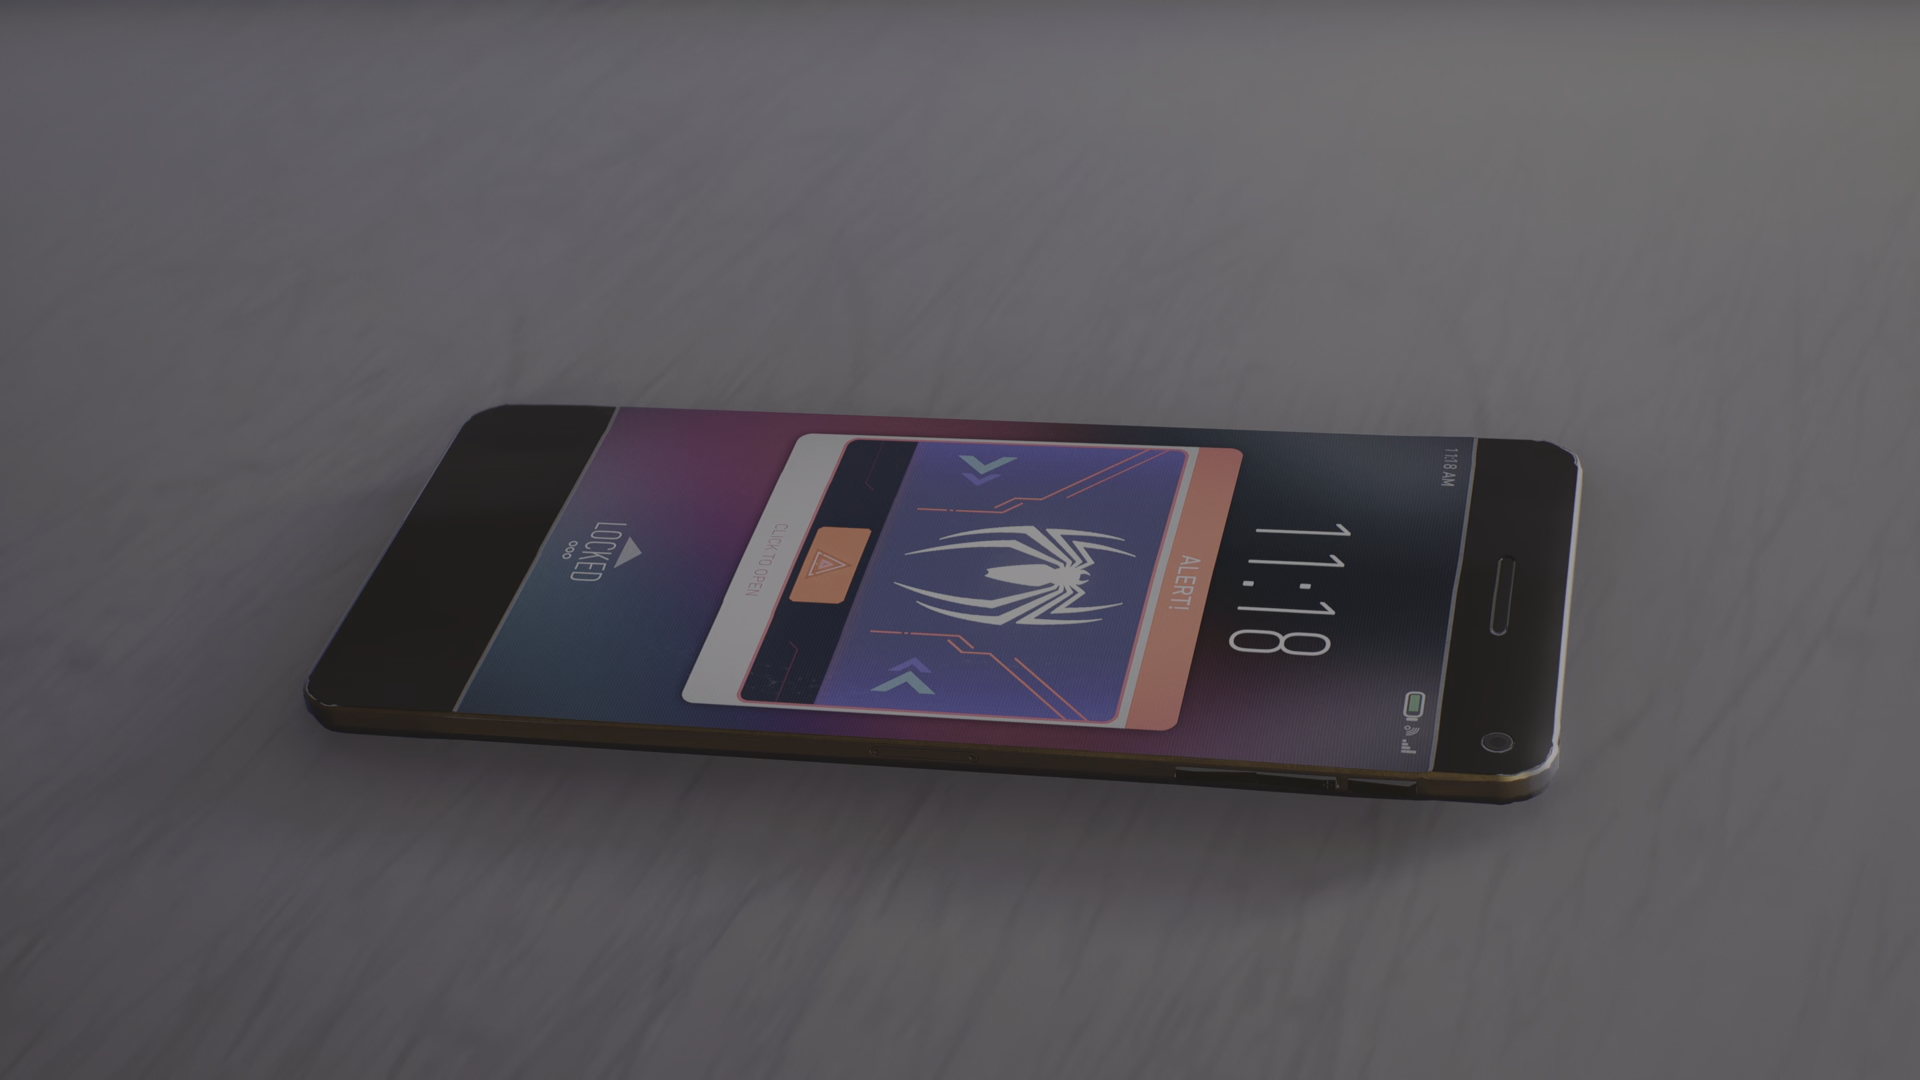 11:18 AM
11:18
ALERT!
CLICK TO OPEN
LOCKED